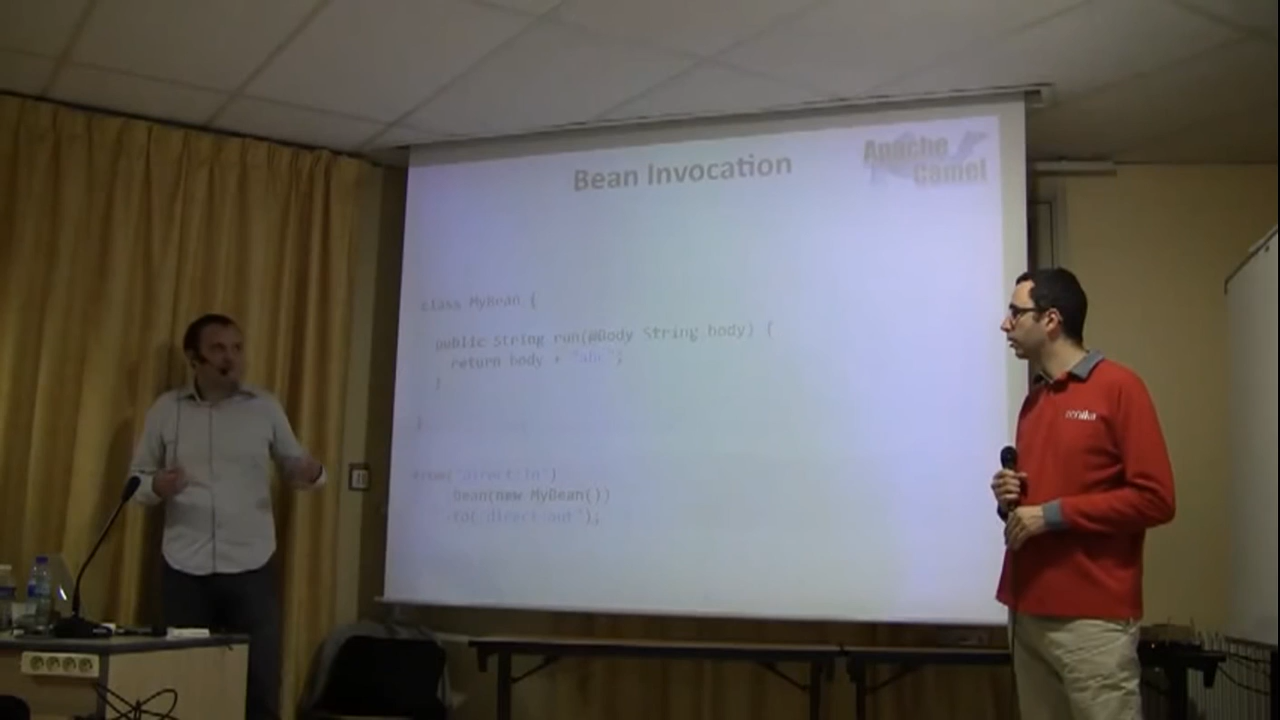 Bean Invocation
Apache
Camel
class MyBean {
public String run(@Body String body) {
return body + "abc";
}
}
from("direct:in")
.bean(new MyBean())
.to("direct:out");
zenika